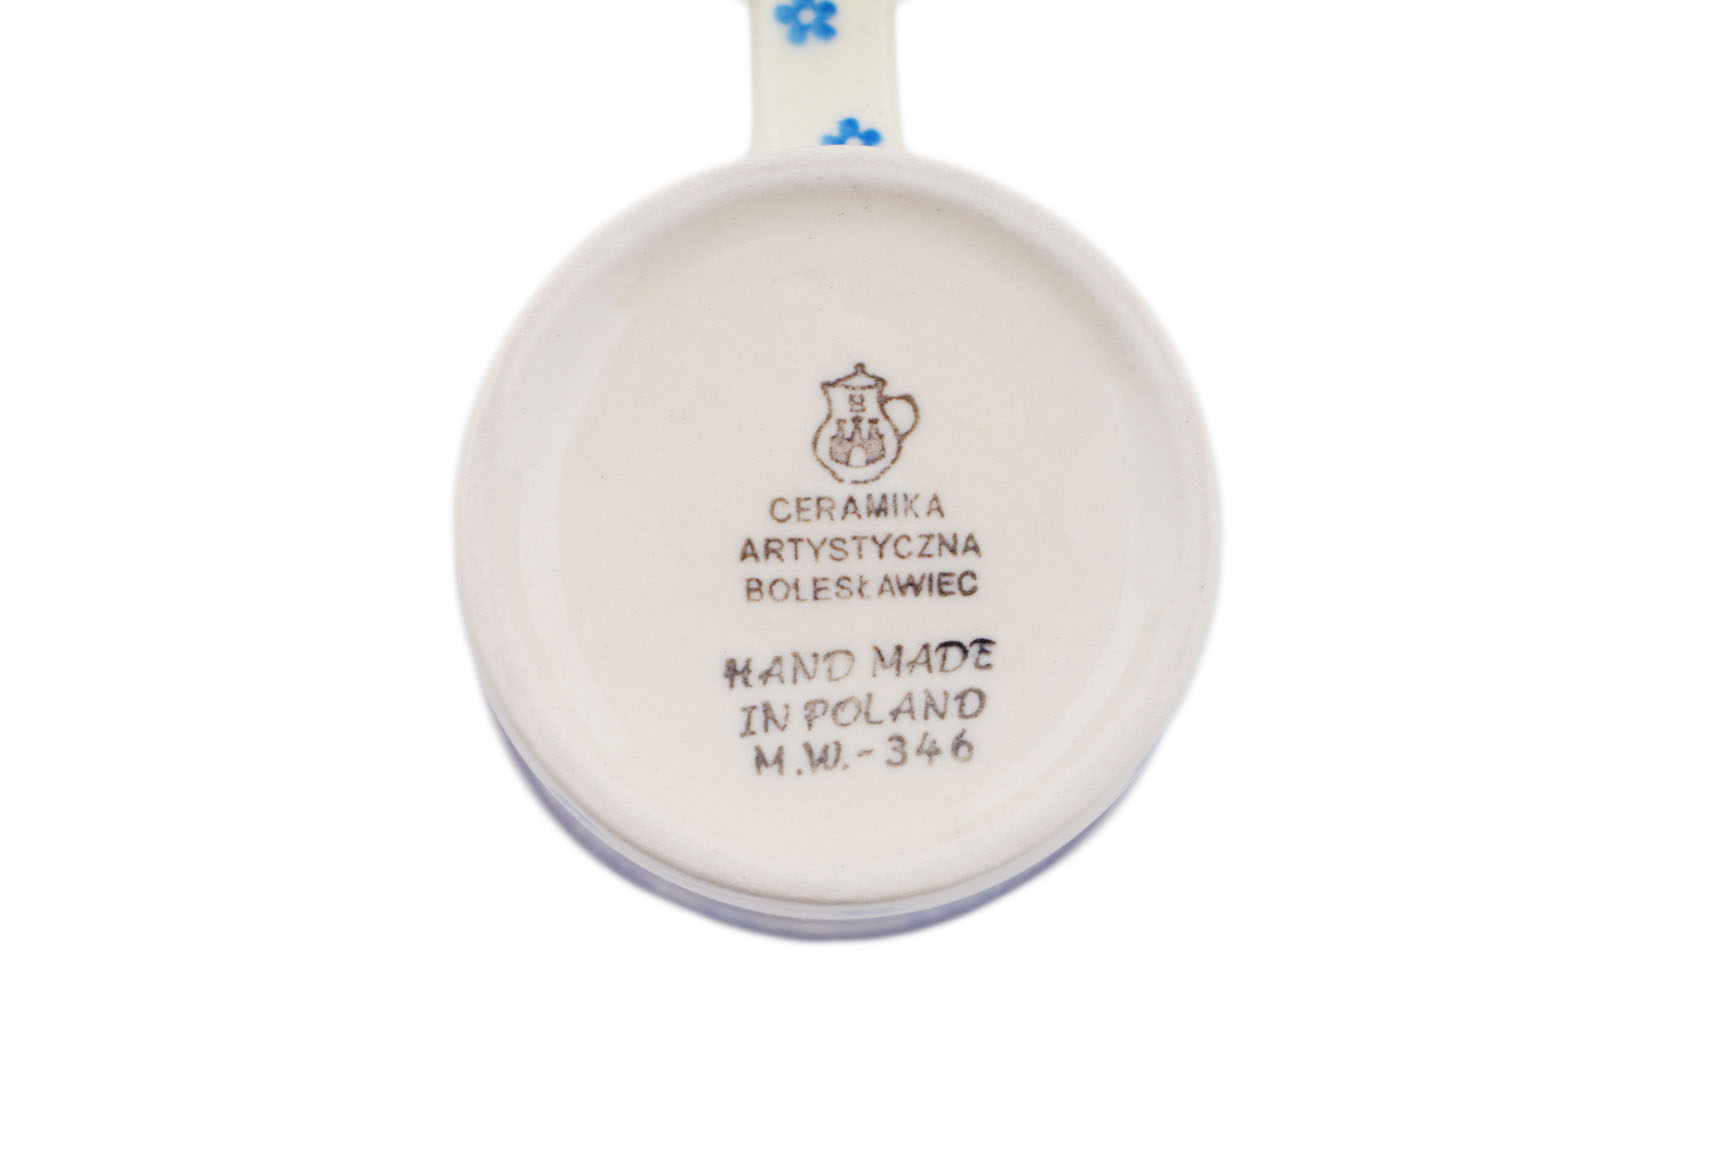 CERAMIKA
ARTYSTYCZNA
BOLESŁAWIEC
HAND MADE
IN POLAND
M.W.-346